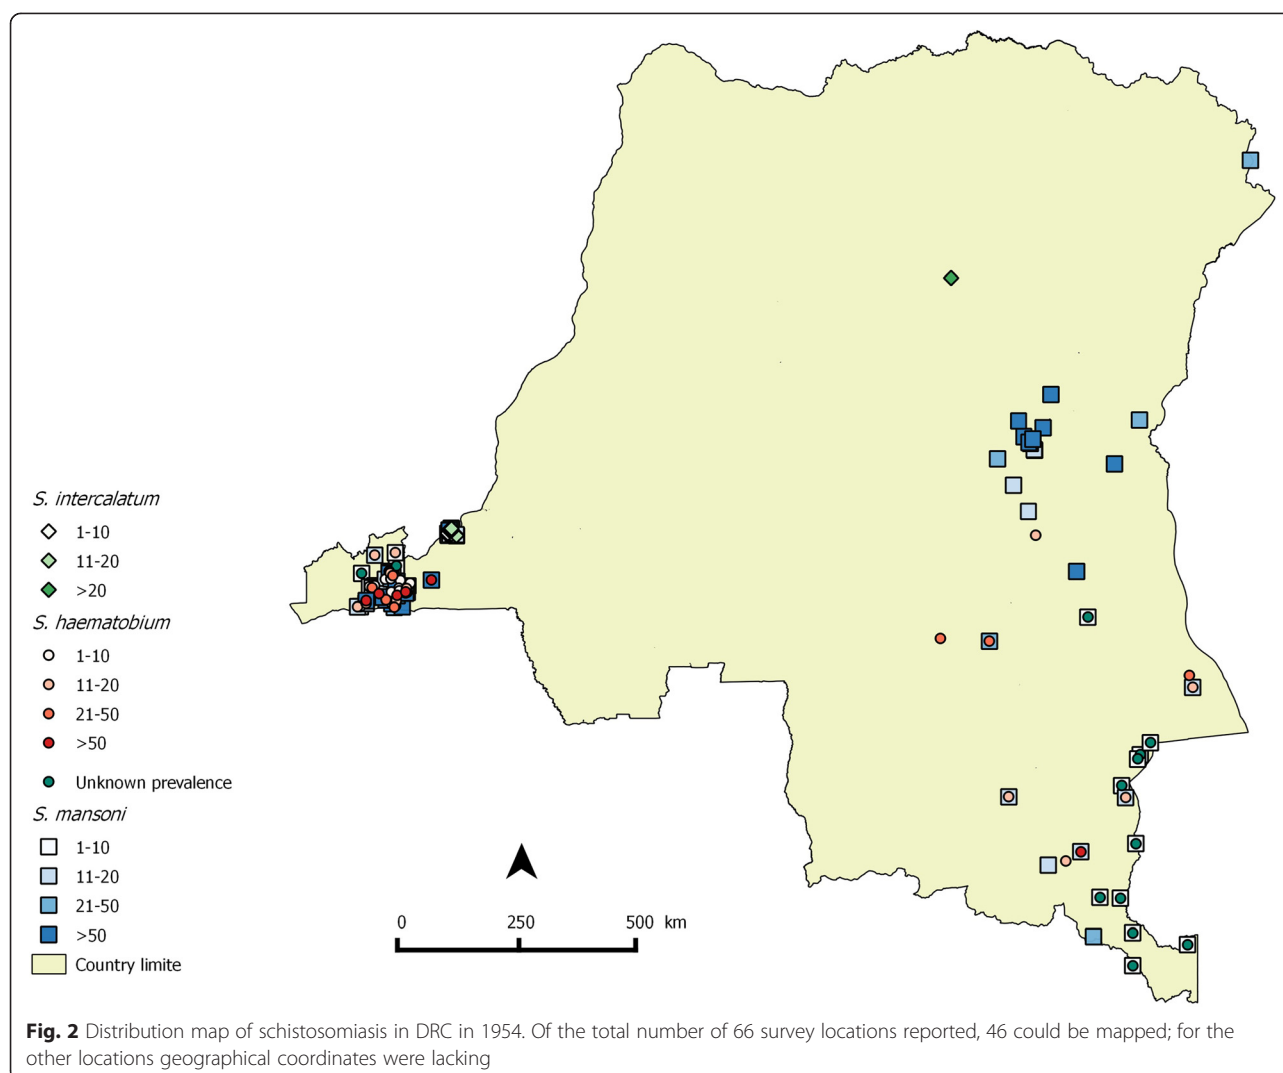 S. intercalatum
1-10
11-20
>20
S. haematobium
1-10
11-20
21-50
>50
Unknown prevalence
S. mansoni
1-10
11-20
21-50
>50
Country limite
0 250 500 km
Fig. 2 Distribution map of schistosomiasis in DRC in 1954. Of the total number of 66 survey locations reported, 46 could be mapped; for the
other locations geographical coordinates were lacking